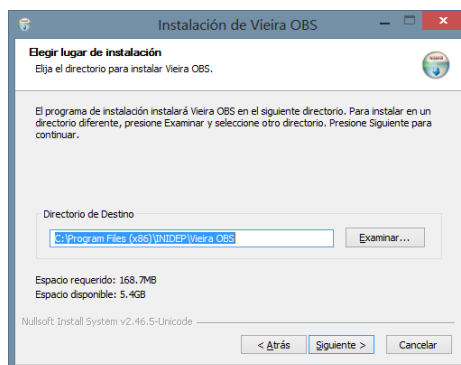 Instalación de Vieira OBS
Elegir lugar de instalación
Elija el directorio para instalar Vieira OBS.
El programa de instalación instalará Vieira OBS en el siguiente directorio. Para instalar en un
directorio diferente, presione Examinar y seleccione otro directorio. Presione Siguiente para
continuar.
Directorio de Destino
C:\Program Files (x86)\INIDEP\Vieira OBS
Examinar...
Espacio requerido: 168.7MB
Espacio disponible: 5.4GB
Nullsoft Install System v2.46.5-Unicode
< Atrás Siguiente > Cancelar